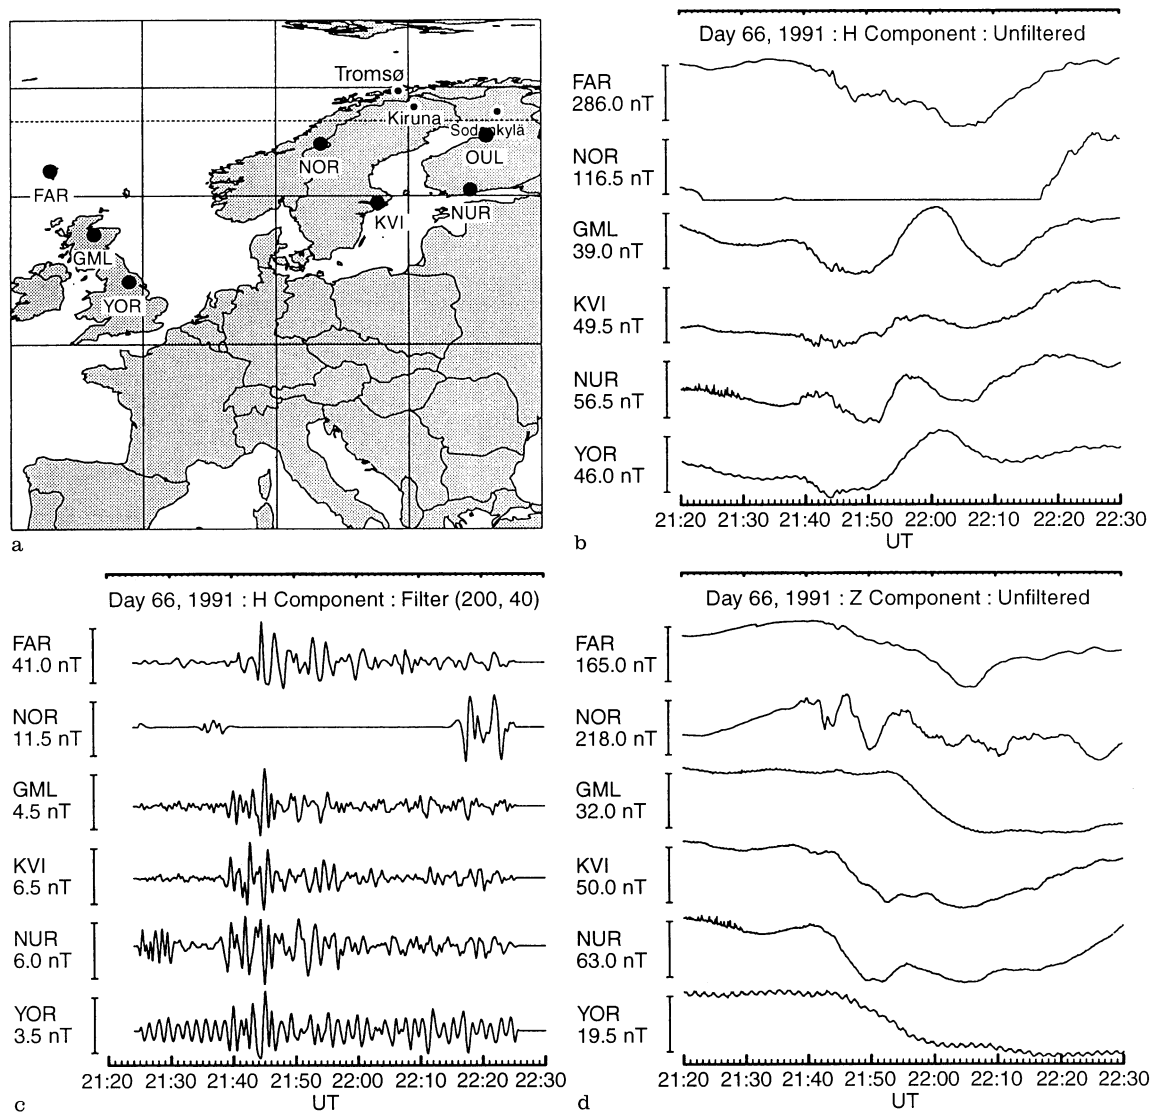 Tromsø
Kiruna
Sodankylä
OUL
NOR
FAR
KVI
NUR
GML
YOR
a
Day 66, 1991 : H Component : Unfiltered
FAR
286.0 nT
NOR
116.5 nT
GML
39.0 nT
KVI
49.5 nT
NUR
56.5 nT
YOR
46.0 nT
21:20 21:30 21:40 21:50 22:00 22:10 22:20 22:30
UT
b
Day 66, 1991 : H Component : Filter (200, 40)
FAR
41.0 nT
NOR
11.5 nT
GML
4.5 nT
KVI
6.5 nT
NUR
6.0 nT
YOR
3.5 nT
21:20 21:30 21:40 21:50 22:00 22:10 22:20 22:30
UT
c
Day 66, 1991 : Z Component : Unfiltered
FAR
165.0 nT
NOR
218.0 nT
GML
32.0 nT
KVI
50.0 nT
NUR
63.0 nT
YOR
19.5 nT
21:20 21:30 21:40 21:50 22:00 22:10 22:20 22:30
UT
d